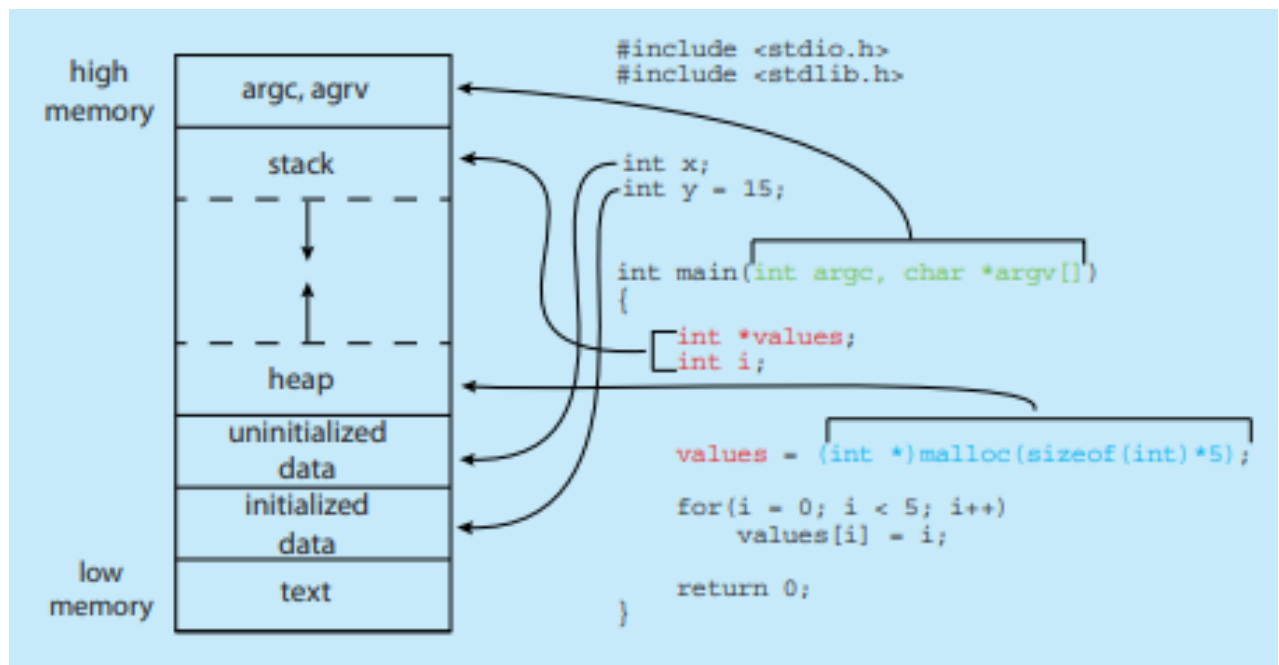 high
memory
argc, agrv
stack
heap
uninitialized
data
initialized
data
low
memory
text
#include <stdio.h>
#include <stdlib.h>
int x;
int y = 15;
int main(int argc, char *argv[])
{
int *values;
int i;
values = (int *)malloc(sizeof(int)*5);
for(i = 0; i < 5; i++)
values[i] = i;
return 0;
}